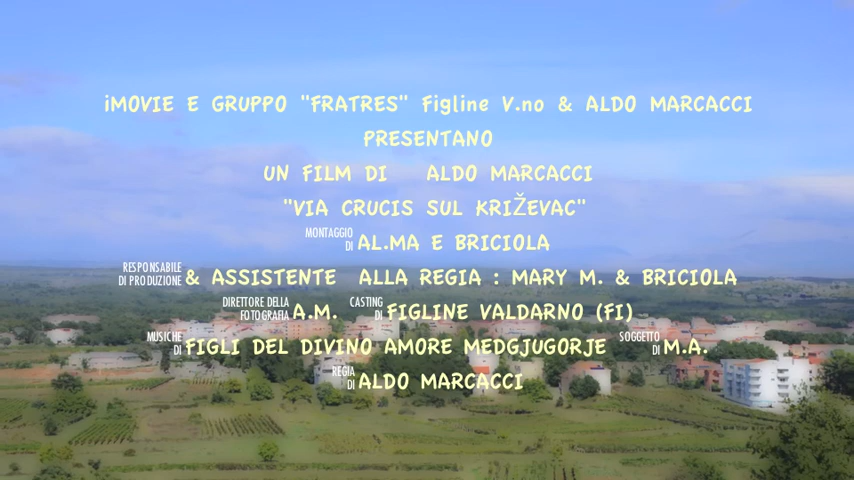 iMOVIE E GRUPPO "FRATRES" Figline V.no & ALDO MARCACCI
PRESENTANO
UN FILM DI ALDO MARCACCI
"VIA CRUCIS SUL KRIŽEVAC"
MONTAGGIO DI AL.MA E BRICIOLA
RESPONSABILE DI PRODUZIONE & ASSISTENTE ALLA REGIA : MARY M. & BRICIOLA
DIRETTORE DELLA FOTOGRAFIA A.M. CASTING DI FIGLINE VALDARNO (FI)
MUSICHE DI FIGLI DEL DIVINO AMORE MEDGJUGORJE SOGGETTO DI M.A.
REGIA DI ALDO MARCACCI